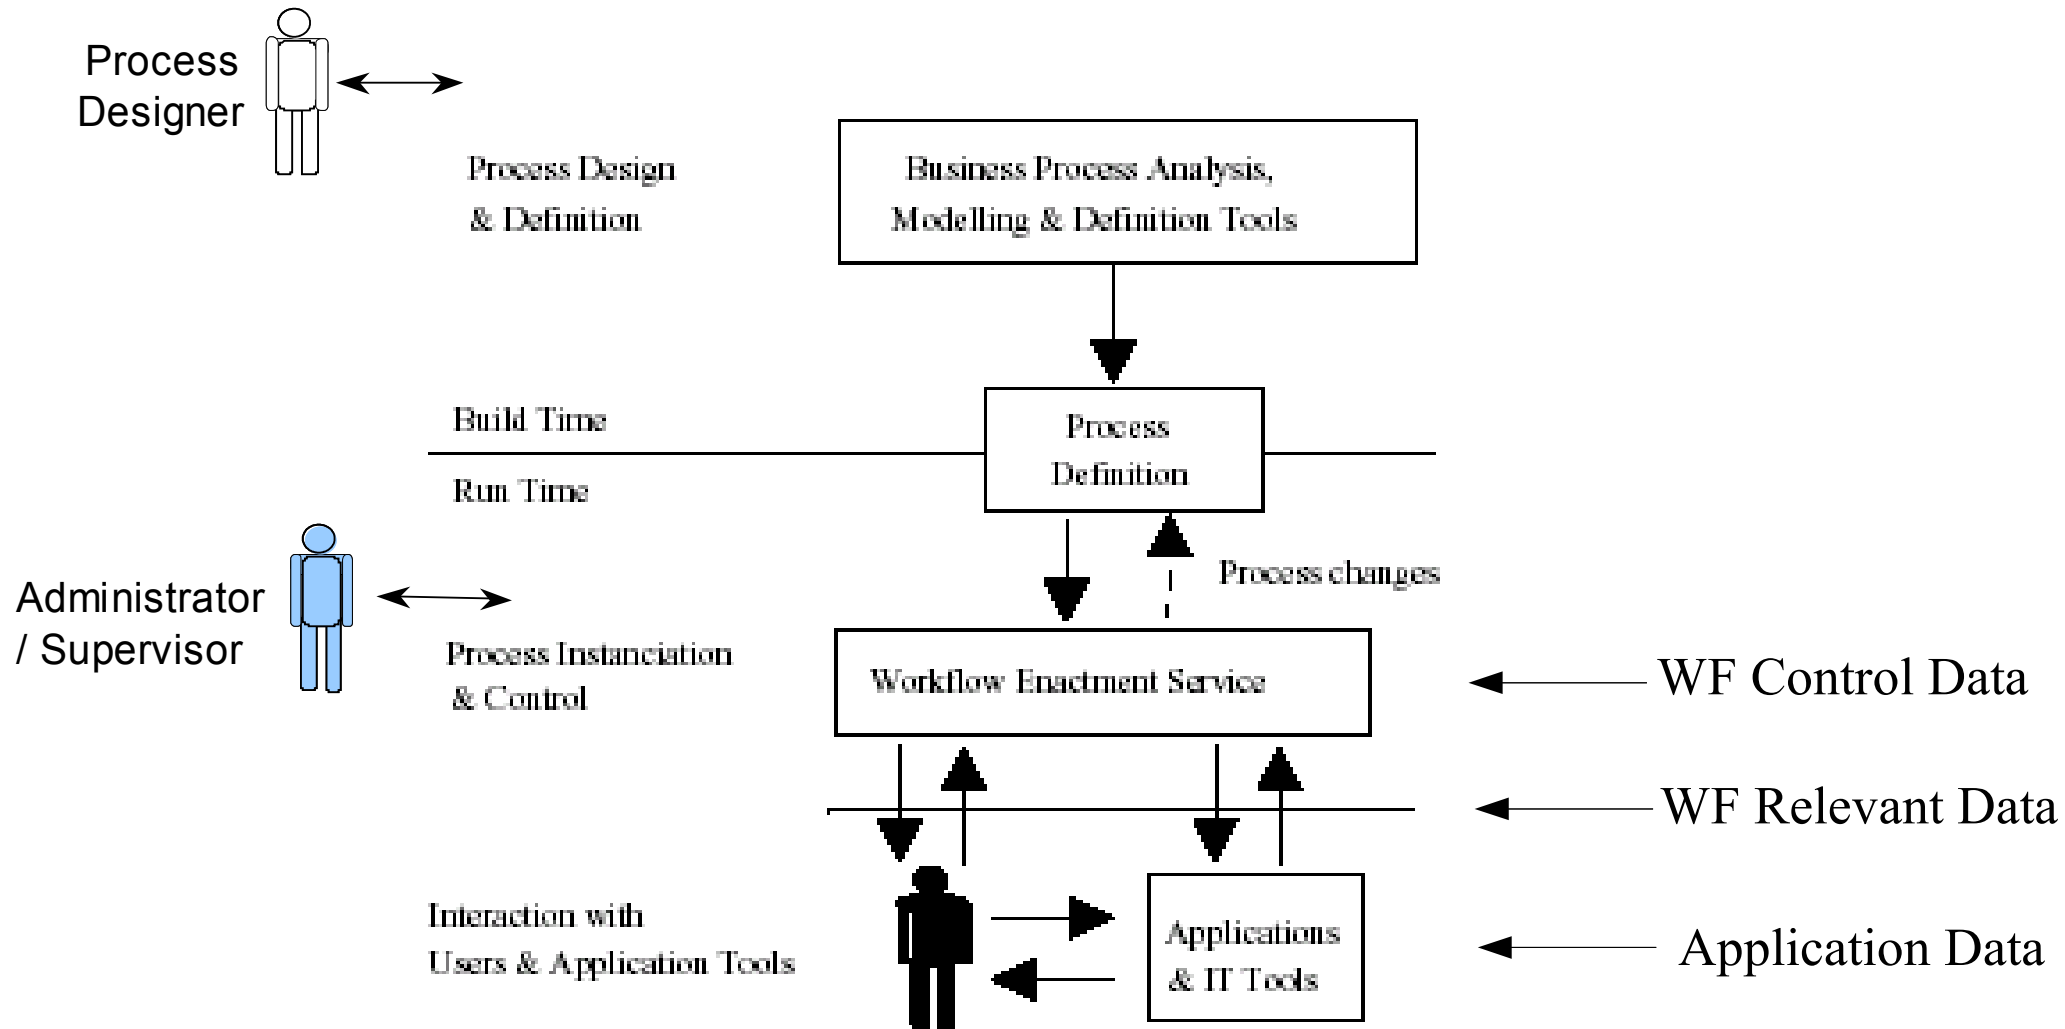 Process
Designer
Process Design
& Definition
Business Process Analysis,
Modelling & Definition Tools
Build Time
Run Time
Process
Definition
Process changes
Administrator
/ Supervisor
Process Instanciation
& Control
Workflow Enactment Service
WF Control Data
WF Relevant Data
Interaction with
Users & Application Tools
Applications
& IT Tools
Application Data